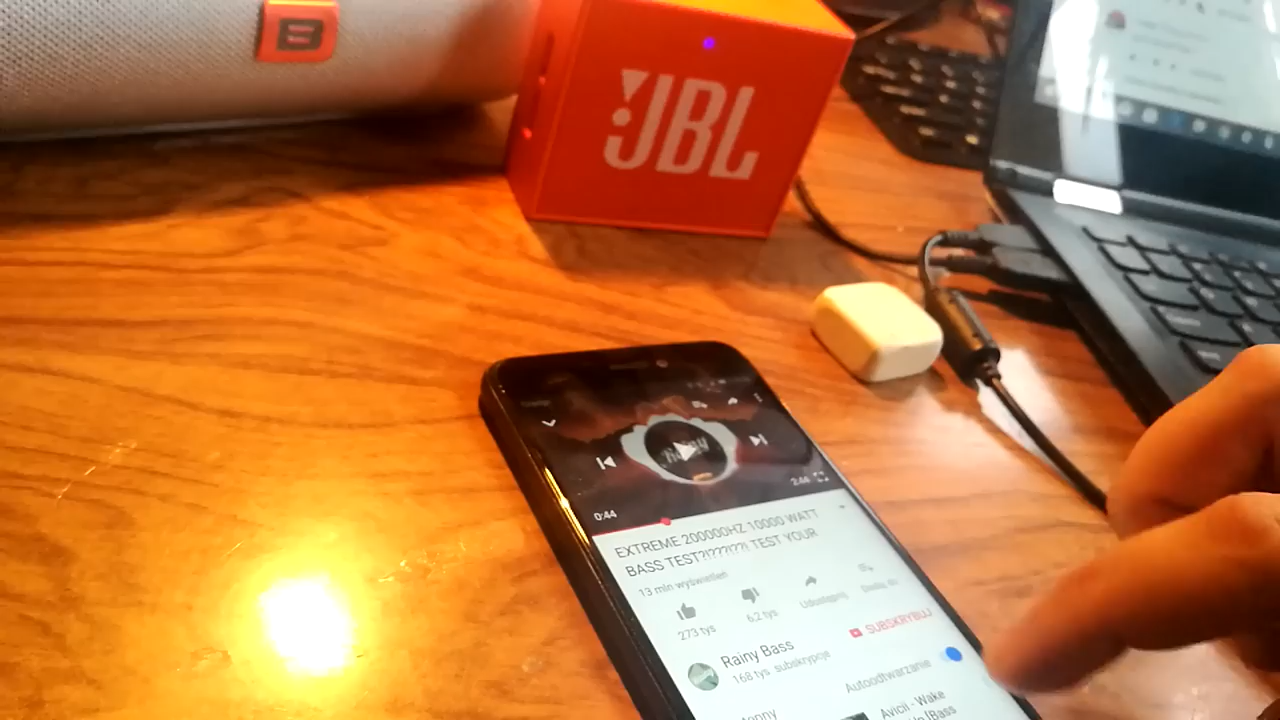 B
!JBL
0:44
2:46
EXTREME 200000HZ 10000 WATT
BASS TEST?!???!?! TEST YOUR
13 mln wyświetleń
273 tys
6,2 tys
Udostępnij
SUBSKRYBUJ
Rainy Bass
168 tys subskrypcje
Autoodtwarzanie
Avicii - Wake
[Bass